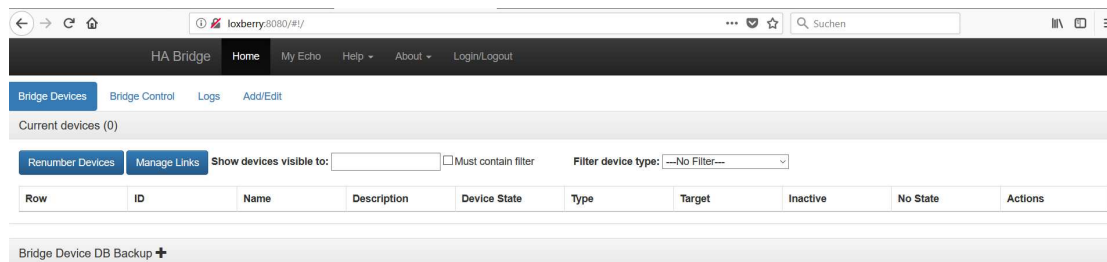 loxberry:8080/#!/ ... Suchen
HA Bridge Home My Echo Help About Login/Logout
Bridge Devices Bridge Control Logs Add/Edit
Current devices (0)
Renumber Devices Manage Links Show devices visible to: Must contain filter Filter device type: ---No Filter---
Row ID Name Description Device State Type Target Inactive No State Actions
Bridge Device DB Backup +